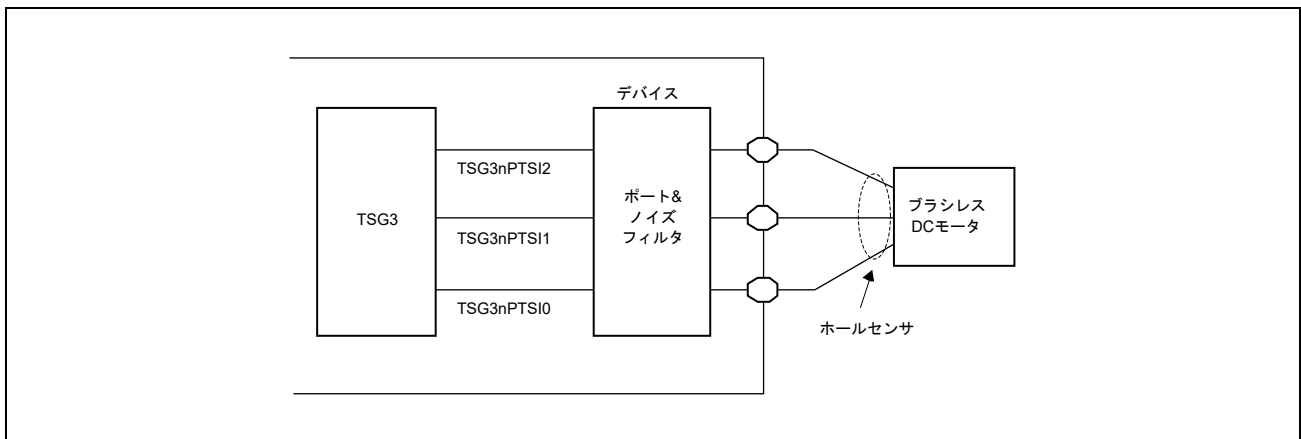 デバイス
TSG3
TSG3nPTSI2
TSG3nPTSI1
TSG3nPTSI0
ポート&
ノイズ
フィルタ
ブラシレス
DCモータ
ホールセンサ